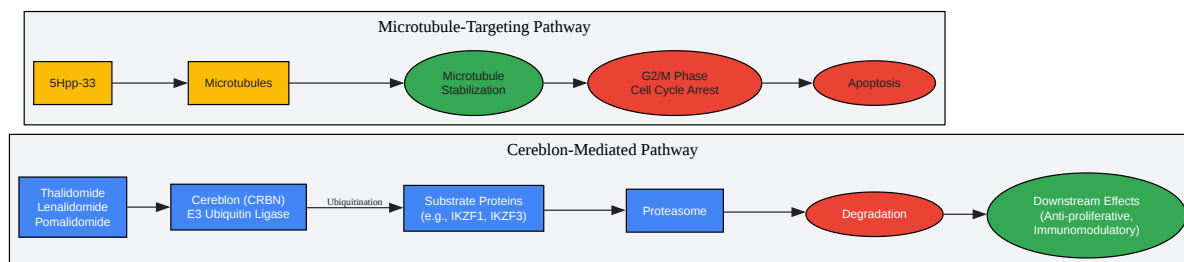 Microtubule-Targeting Pathway
5Hpp-33
Microtubules
Microtubule
Stabilization
G2/M Phase
Cell Cycle Arrest
Apoptosis
Cereblon-Mediated Pathway
Thalidomide
Lenalidomide
Pomalidomide
Cereblon (CRBN)
E3 Ubiquitin Ligase
Ubiquitination
Substrate Proteins
(e.g., IKZF1, IKZF3)
Proteasome
Degradation
Downstream Effects
(Anti-proliferative,
Immunomodulatory)